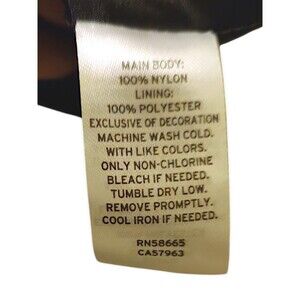 MAIN BODY:
100% NYLON
LINING:
100% POLYESTER
EXCLUSIVE OF DECORATION
MACHINE WASH COLD.
WITH LIKE COLORS.
ONLY NON-CHLORINE
BLEACH IF NEEDED.
TUMBLE DRY LOW.
REMOVE PROMPTLY.
COOL IRON IF NEEDED.
RN58665
CA57963